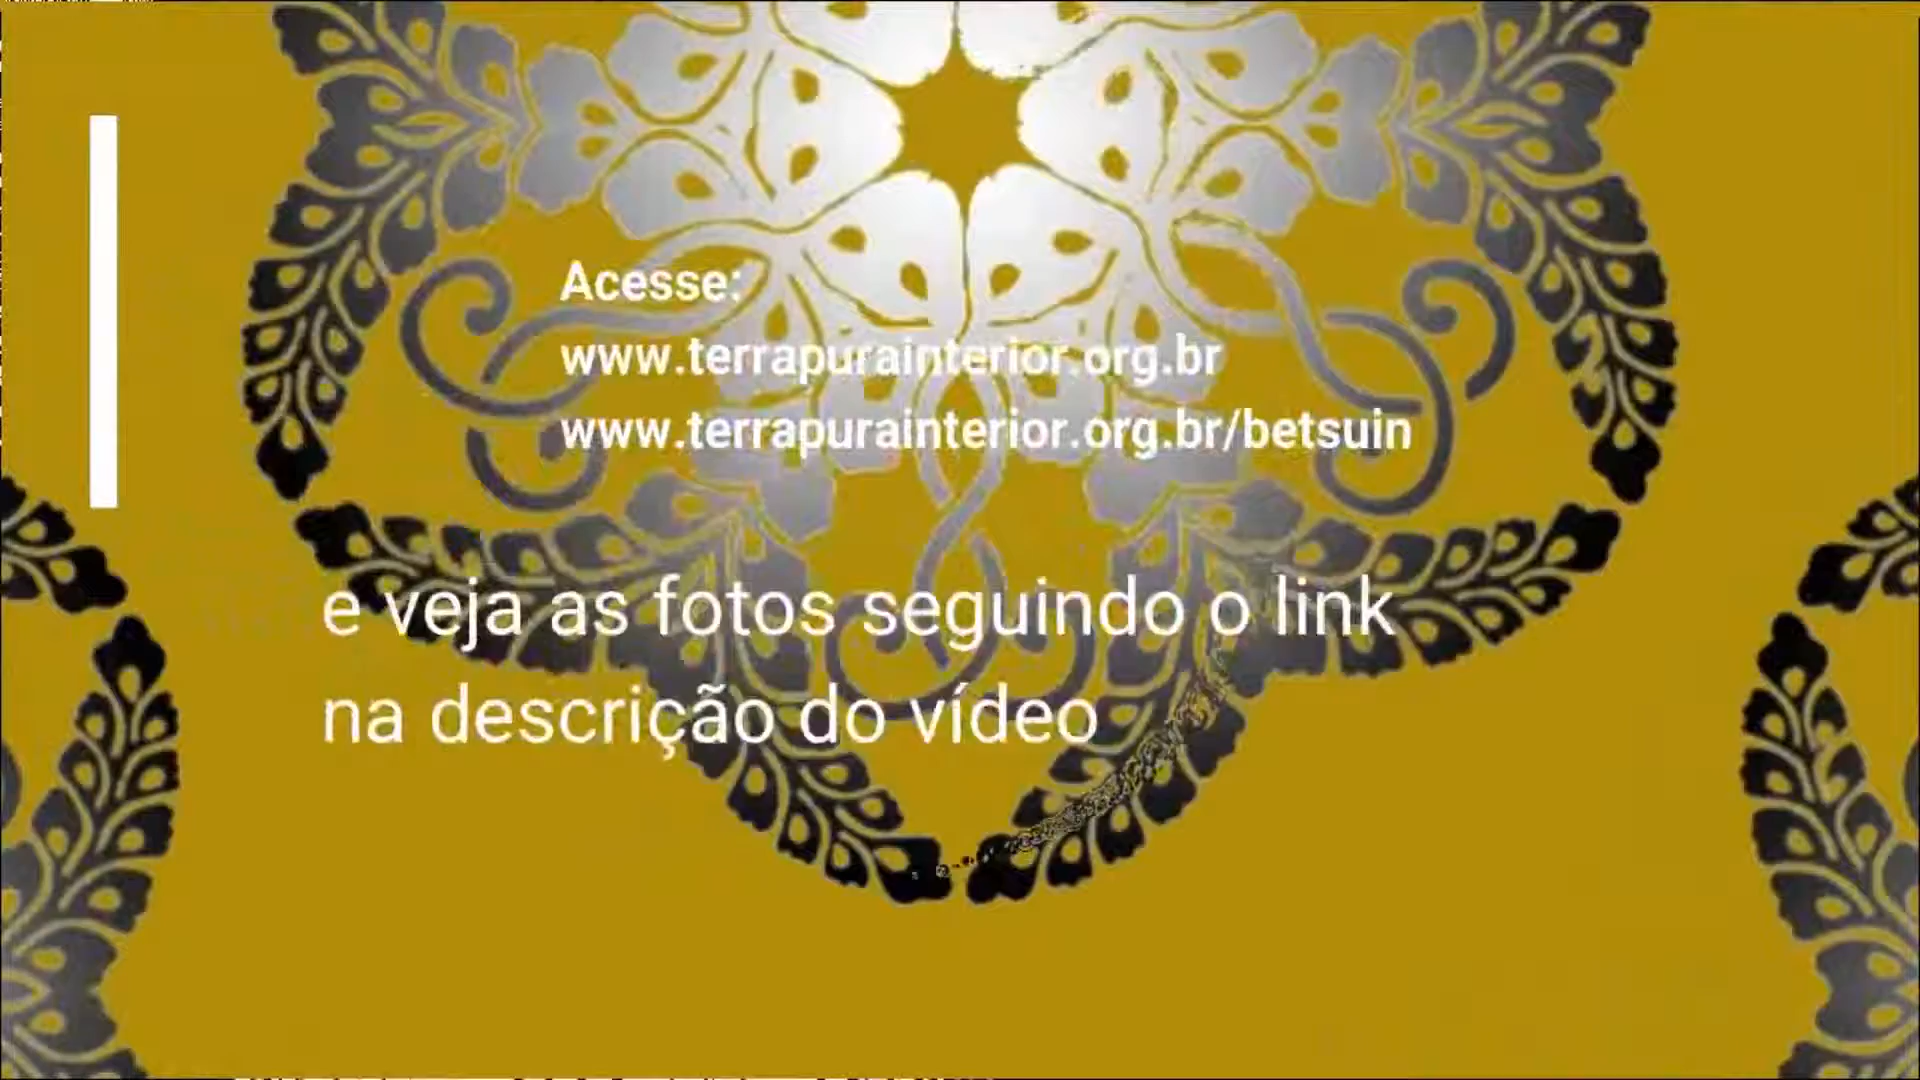 Acesse:
www.terrapurainterior.org.br
www.terrapurainterior.org.br/betsuin
e veja as fotos seguindo o link
na descrição do vídeo